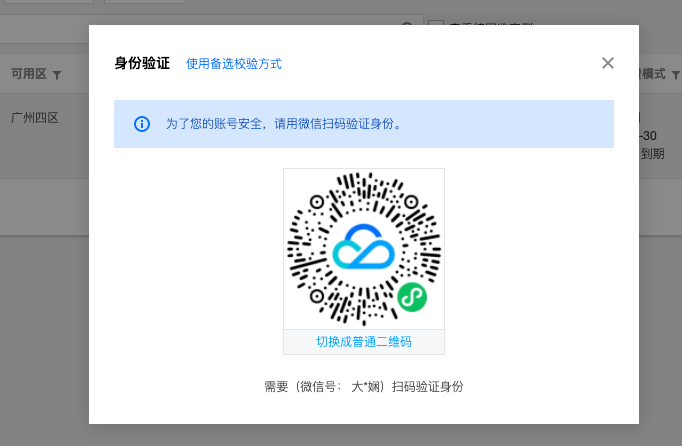 身份验证 使用备选校验方式
可用区
模式
为了您的账号安全，请用微信扫码验证身份。
广州四区
-30
到期
切换成普通二维码
需要（微信号： 大*娴）扫码验证身份